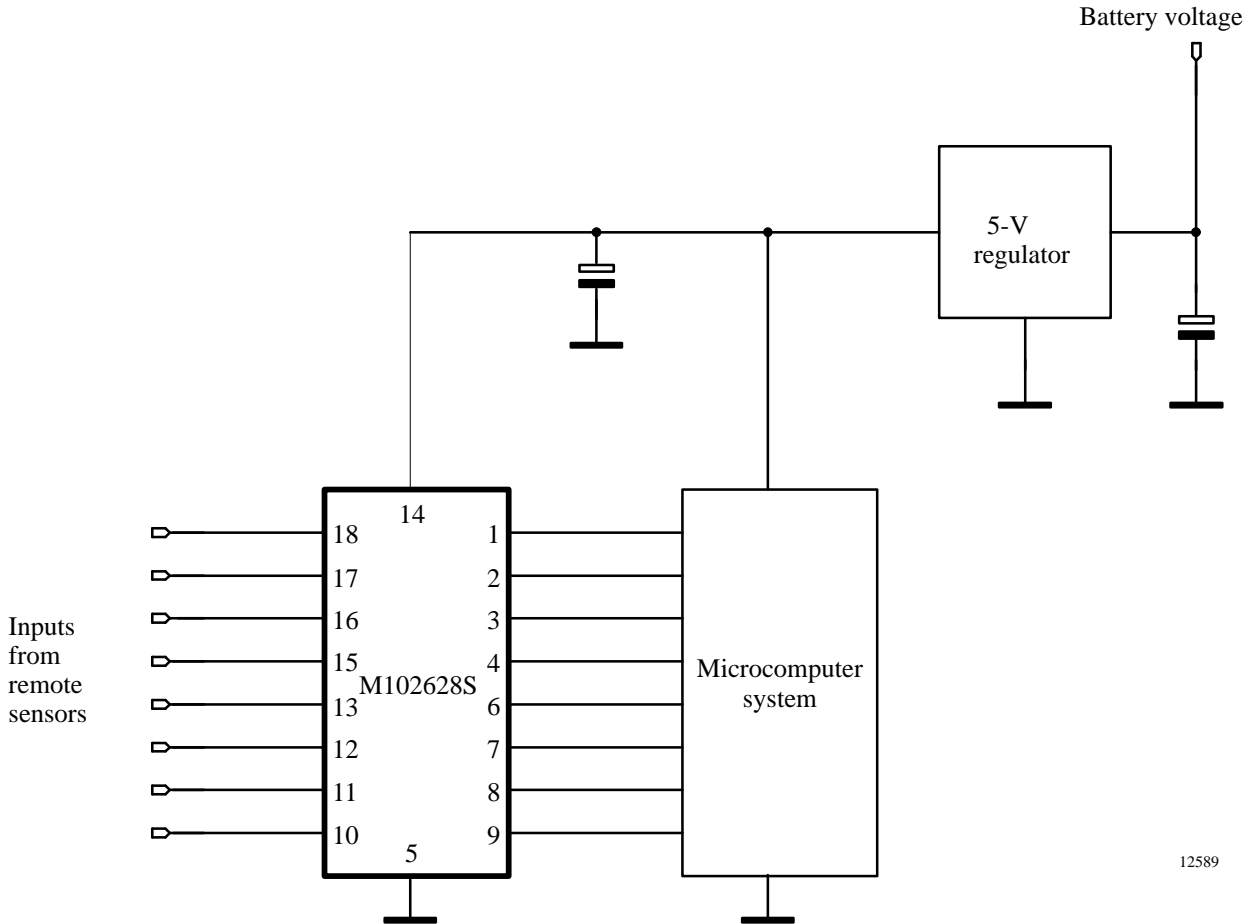 Battery voltage
5-V
regulator
14
18 1
17 2
16 3
15 4
M102628S
13 6
12 7
11 8
10 9
5
Inputs
from
remote
sensors
Microcomputer
system
12589